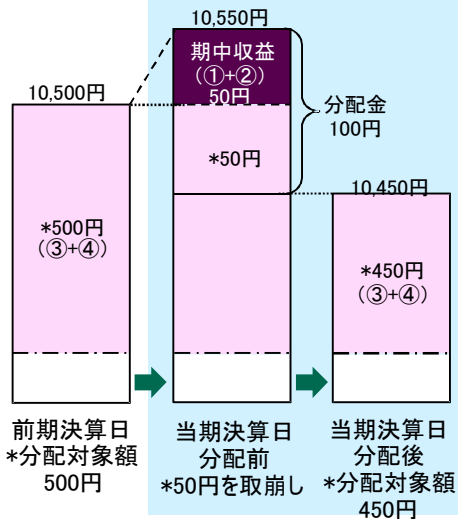 10,550円
期中収益
(①+②)
50円
10,500円
分配金
100円
*50円
10,450円
*500円
(③+④)
*450円
(③+④)
前期決算日
*分配対象額
500円
当期決算日
分配前
*50円を取崩し
当期決算日
分配後
*分配対象額
450円